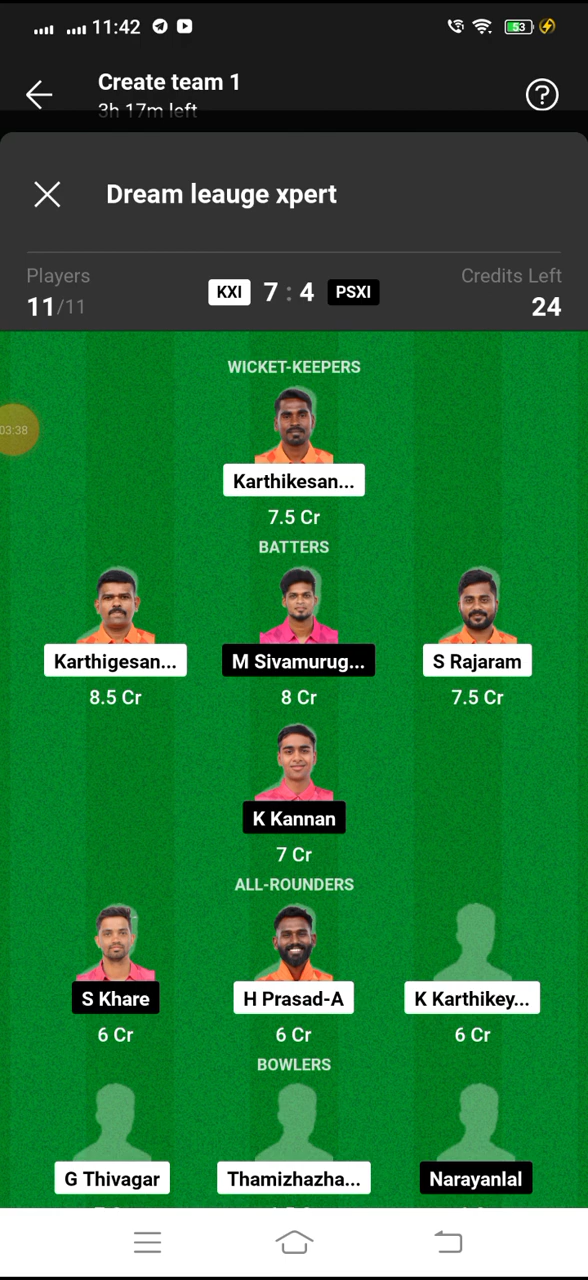 11:42
53
Create team 1
3h 17m left
?
Dream leauge xpert
Players
11/11
KXI 7 : 4 PSXI
Credits Left
24
WICKET-KEEPERS
03:38
Karthikesan...
7.5 Cr
BATTERS
Karthigesan... M Sivamurug... S Rajaram
8.5 Cr 8 Cr 7.5 Cr
K Kannan
7 Cr
ALL-ROUNDERS
S Khare H Prasad-A K Karthikey...
6 Cr 6 Cr 6 Cr
BOWLERS
G Thivagar Thamizhazha... Narayanlal